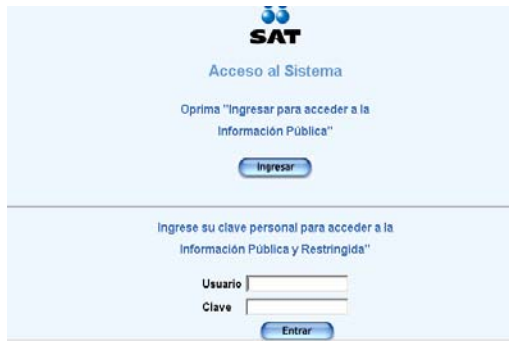 SAT
Acceso al Sistema
Oprima "Ingresar para acceder a la
Información Pública"
Ingresar
Ingrese su clave personal para acceder a la
Información Pública y Restringida"
Usuario
Clave
Entrar